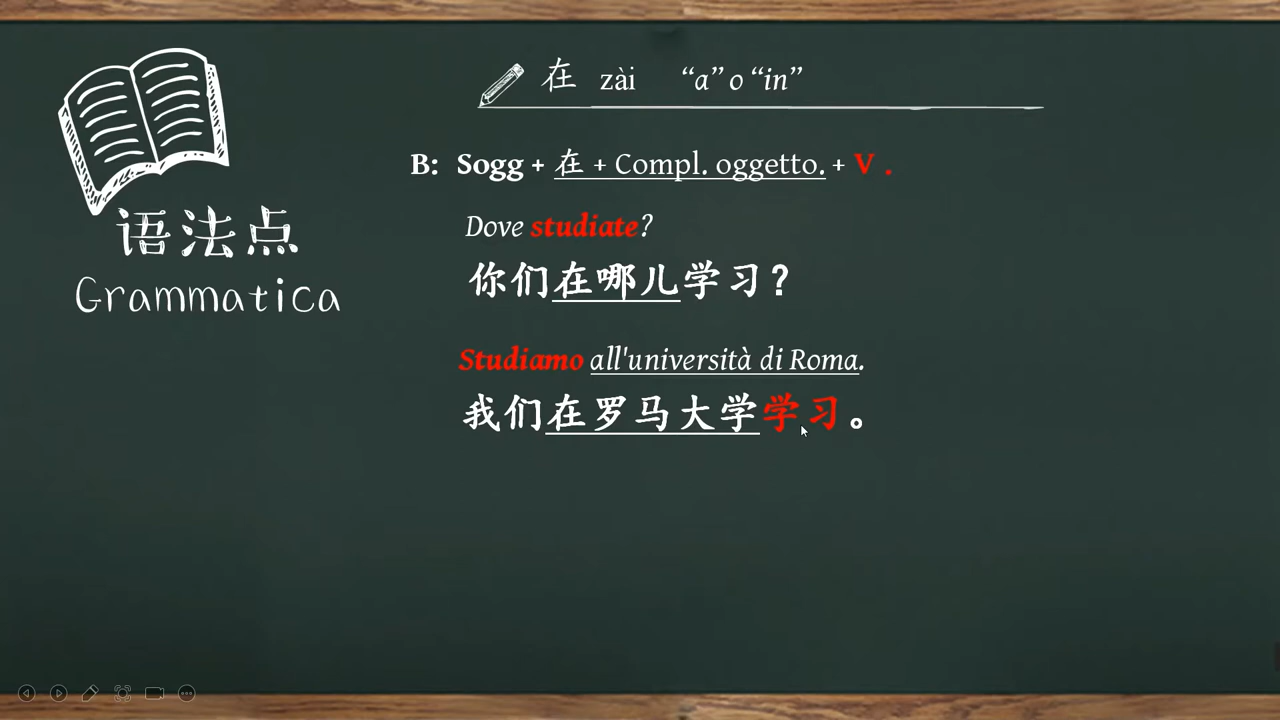 语法点
Grammatica
在 zài “a” o “in”
B: Sogg + 在 + Compl. oggetto. + V .
Dove studiate?
你们在哪儿学习？
Studiamo all'università di Roma.
我们在罗马大学学习。